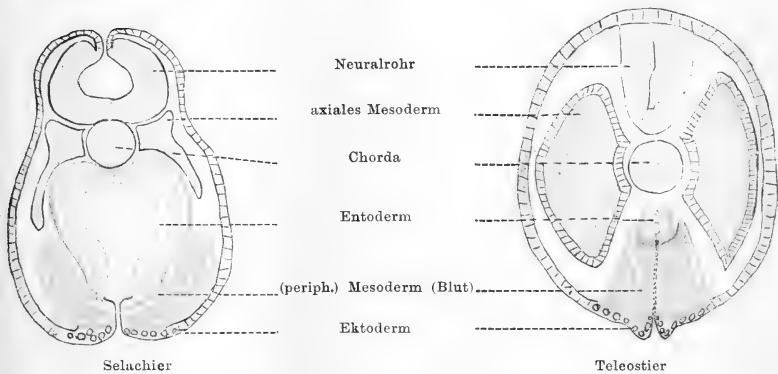 Neuralrohr
axiales Mesoderm
Chorda
Entoderm
(periph.) Mesoderm (Blut)
Ektoderm
Selachier
Teleostier